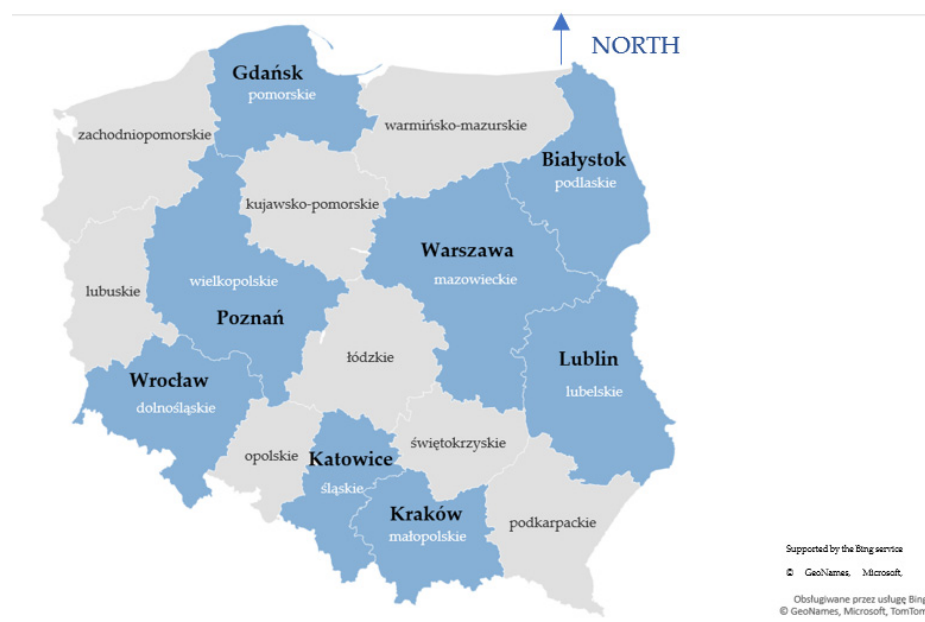 NORTH
Gdańsk
pomorskie
zachodniopomorskie
warmińsko-mazurskie
Białystok
podlaskie
kujawsko-pomorskie
Warszawa
mazowieckie
wielkopolskie
lubuskie
Poznań
łódzkie
Lublin
lubelskie
Wrocław
dolnośląskie
świętokrzyskie
opolskie
Katowice
śląskie
Kraków
małopolskie
podkarpackie
Supported by the Bing service
© GeoNames, Microsoft,
Obsługiwane przez usługę Bing
© GeoNames, Microsoft, TomTom